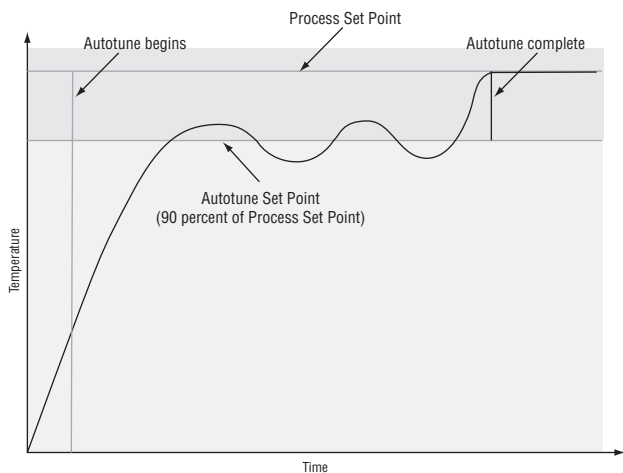 Process Set Point
Autotune begins
Autotune complete
Autotune Set Point
(90 percent of Process Set Point)
Temperature
Time